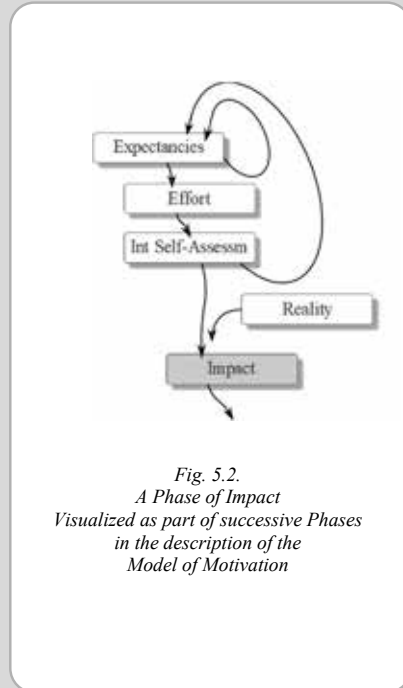 Expectancies
Effort
Int Self-Assessm
Reality
Impact
Fig. 5.2.
A Phase of Impact
Visualized as part of successive Phases
in the description of the
Model of Motivation